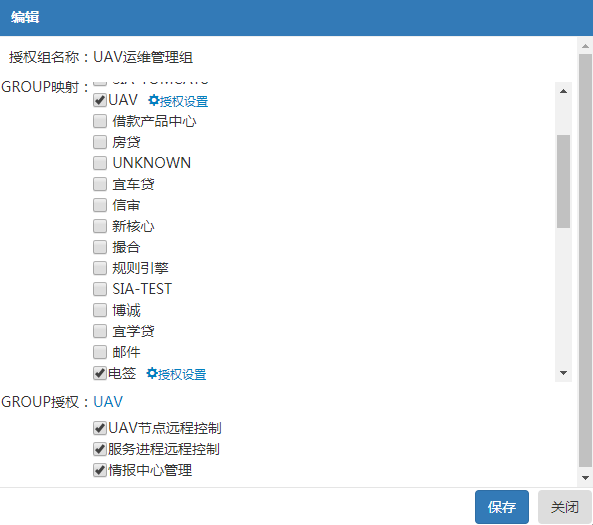 编辑
授权组名称：UAV运维管理组
GROUP映射：
UAV 授权设置
借款产品中心
房贷
UNKNOWN
宜车贷
信审
新核心
撮合
规则引擎
SIA-TEST
博诚
宜学贷
邮件
电签 授权设置
GROUP授权：UAV
UAV节点远程控制
服务进程远程控制
情报中心管理
保存 关闭